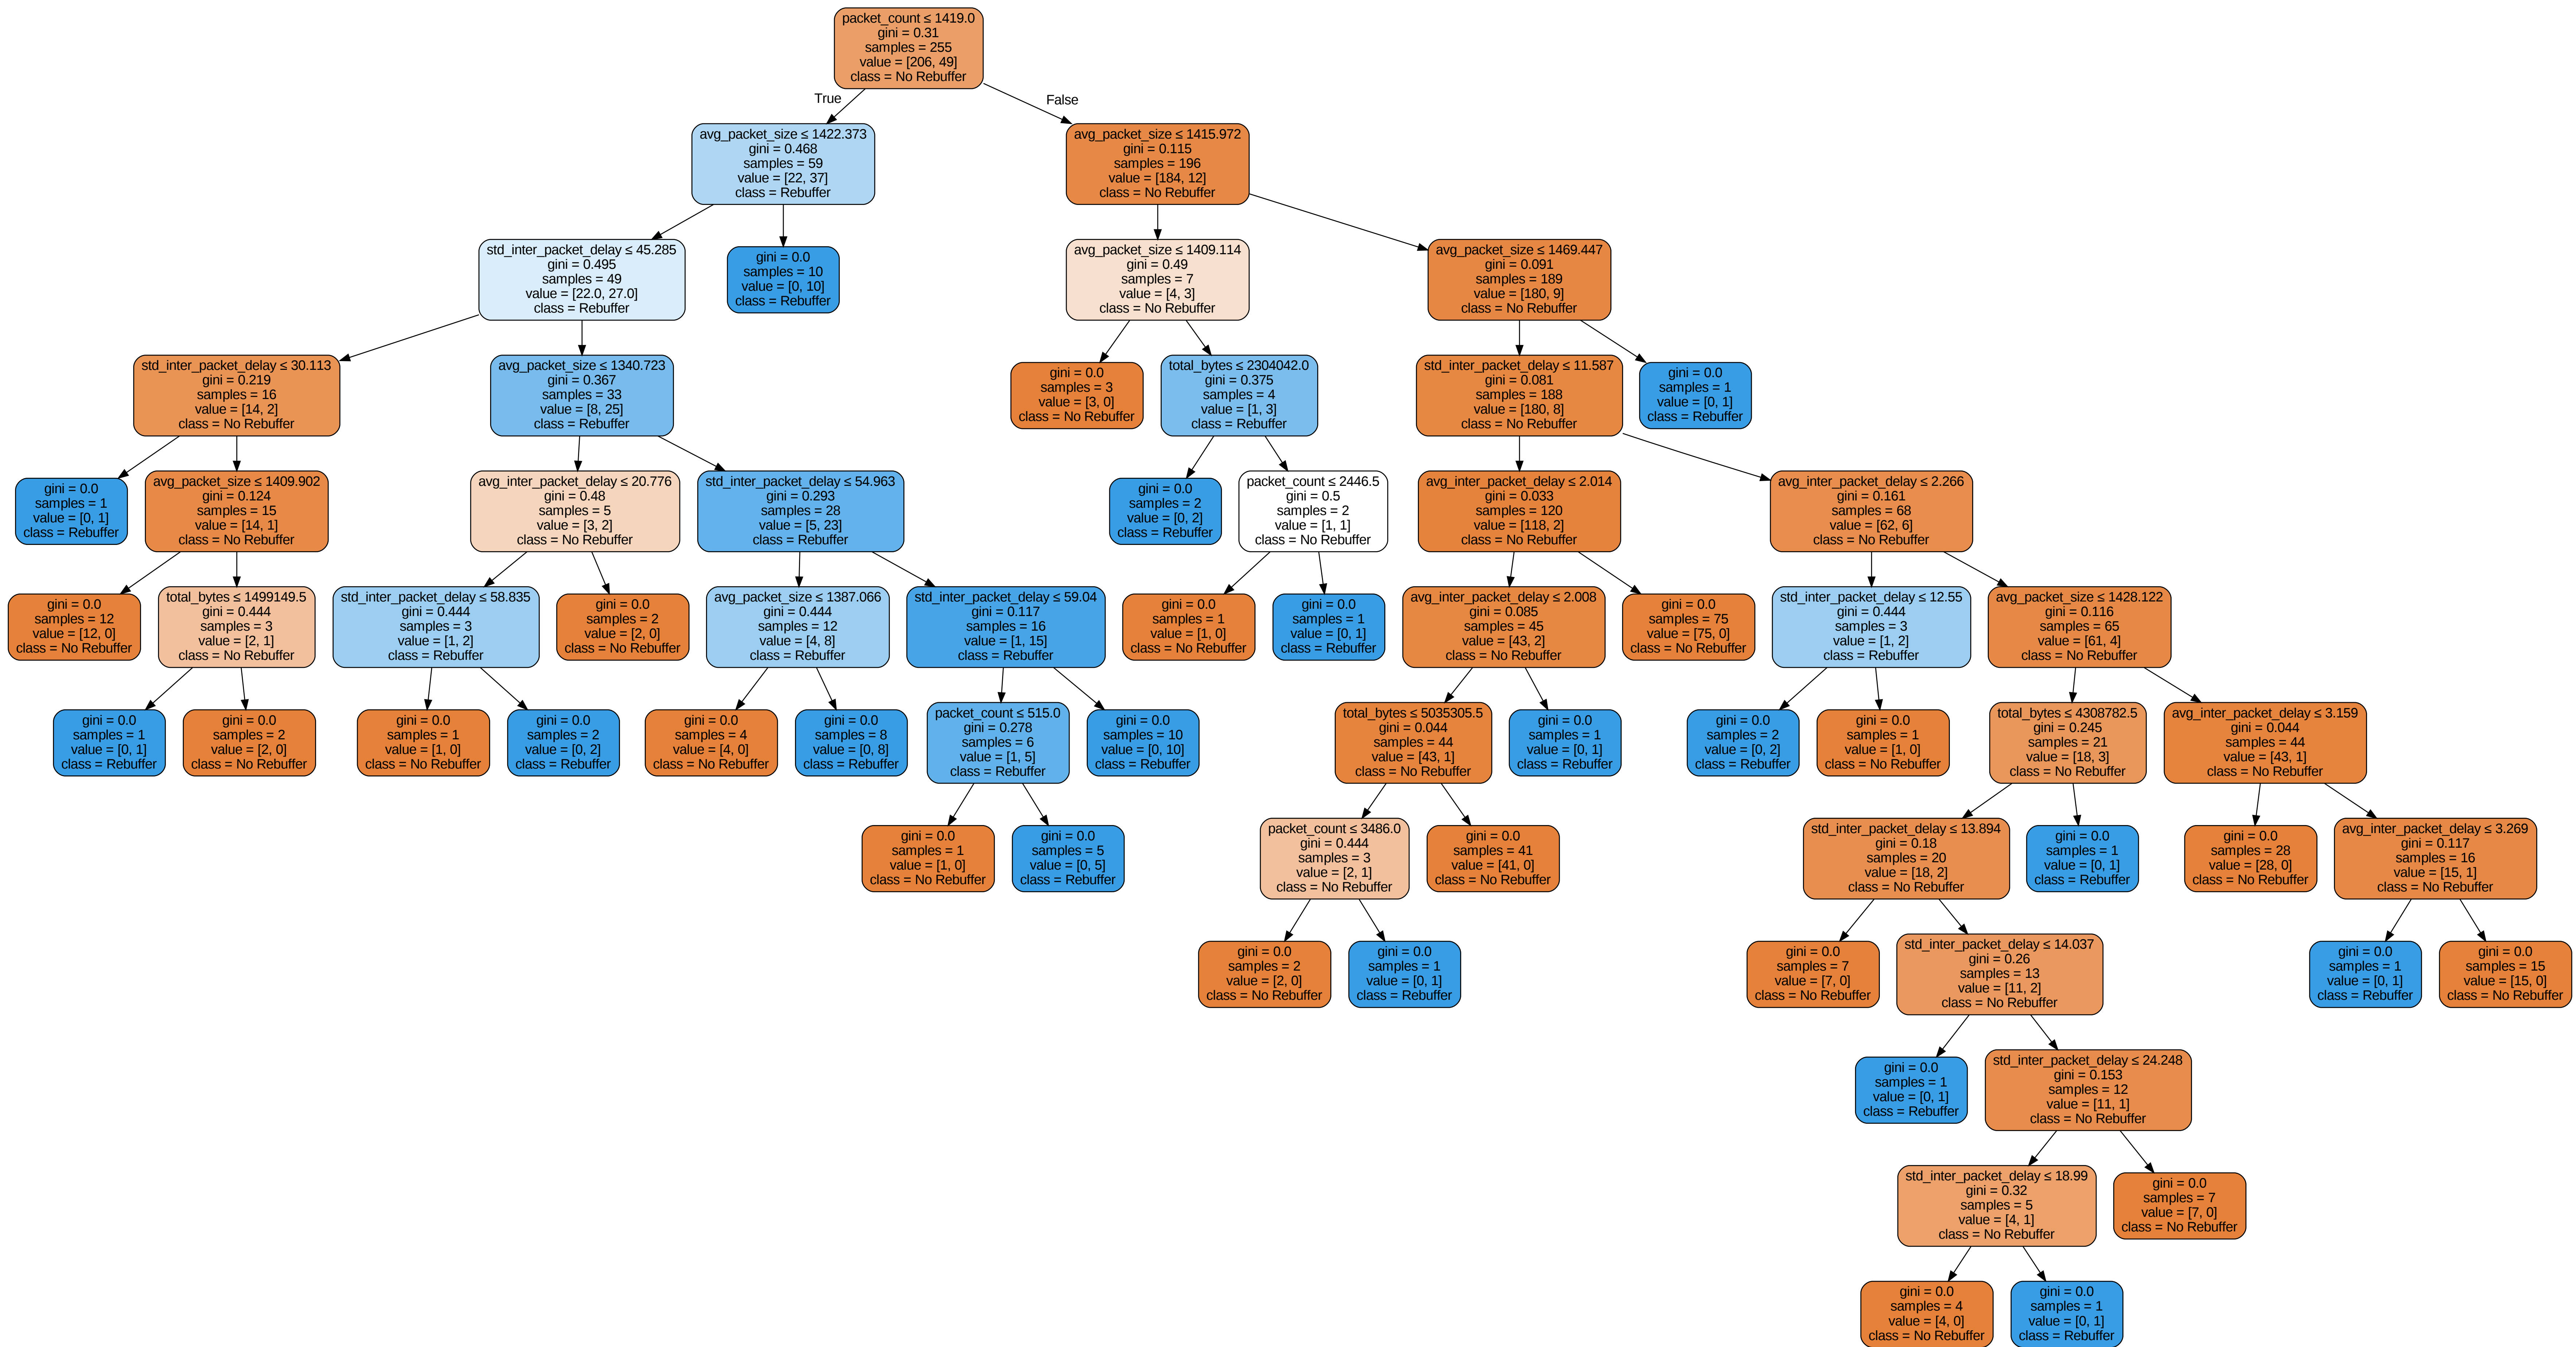 packet_count ≤ 1419.0
gini = 0.31
samples = 255
value = [206, 49]
class = No Rebuffer
True
False
avg_packet_size ≤ 1422.373
gini = 0.468
samples = 59
value = [22, 37]
class = Rebuffer
avg_packet_size ≤ 1415.972
gini = 0.115
samples = 196
value = [184, 12]
class = No Rebuffer
std_inter_packet_delay ≤ 45.285
gini = 0.495
samples = 49
value = [22.0, 27.0]
class = Rebuffer
gini = 0.0
samples = 10
value = [0, 10]
class = Rebuffer
avg_packet_size ≤ 1409.114
gini = 0.49
samples = 7
value = [4, 3]
class = No Rebuffer
avg_packet_size ≤ 1469.447
gini = 0.091
samples = 189
value = [180, 9]
class = No Rebuffer
std_inter_packet_delay ≤ 30.113
gini = 0.219
samples = 16
value = [14, 2]
class = No Rebuffer
avg_packet_size ≤ 1340.723
gini = 0.367
samples = 33
value = [8, 25]
class = Rebuffer
gini = 0.0
samples = 3
value = [3, 0]
class = No Rebuffer
total_bytes ≤ 2304042.0
gini = 0.375
samples = 4
value = [1, 3]
class = Rebuffer
std_inter_packet_delay ≤ 11.587
gini = 0.081
samples = 188
value = [180, 8]
class = No Rebuffer
gini = 0.0
samples = 1
value = [0, 1]
class = Rebuffer
gini = 0.0
samples = 1
value = [0, 1]
class = Rebuffer
avg_packet_size ≤ 1409.902
gini = 0.124
samples = 15
value = [14, 1]
class = No Rebuffer
avg_inter_packet_delay ≤ 20.776
gini = 0.48
samples = 5
value = [3, 2]
class = No Rebuffer
std_inter_packet_delay ≤ 54.963
gini = 0.293
samples = 28
value = [5, 23]
class = Rebuffer
gini = 0.0
samples = 2
value = [0, 2]
class = Rebuffer
packet_count ≤ 2446.5
gini = 0.5
samples = 2
value = [1, 1]
class = No Rebuffer
avg_inter_packet_delay ≤ 2.014
gini = 0.033
samples = 120
value = [118, 2]
class = No Rebuffer
avg_inter_packet_delay ≤ 2.266
gini = 0.161
samples = 68
value = [62, 6]
class = No Rebuffer
gini = 0.0
samples = 12
value = [12, 0]
class = No Rebuffer
total_bytes ≤ 1499149.5
gini = 0.444
samples = 3
value = [2, 1]
class = No Rebuffer
std_inter_packet_delay ≤ 58.835
gini = 0.444
samples = 3
value = [1, 2]
class = Rebuffer
gini = 0.0
samples = 2
value = [2, 0]
class = No Rebuffer
avg_packet_size ≤ 1387.066
gini = 0.444
samples = 12
value = [4, 8]
class = Rebuffer
std_inter_packet_delay ≤ 59.04
gini = 0.117
samples = 16
value = [1, 15]
class = Rebuffer
gini = 0.0
samples = 1
value = [1, 0]
class = No Rebuffer
gini = 0.0
samples = 1
value = [0, 1]
class = Rebuffer
avg_inter_packet_delay ≤ 2.008
gini = 0.085
samples = 45
value = [43, 2]
class = No Rebuffer
gini = 0.0
samples = 75
value = [75, 0]
class = No Rebuffer
std_inter_packet_delay ≤ 12.55
gini = 0.444
samples = 3
value = [1, 2]
class = Rebuffer
avg_packet_size ≤ 1428.122
gini = 0.116
samples = 65
value = [61, 4]
class = No Rebuffer
gini = 0.0
samples = 1
value = [0, 1]
class = Rebuffer
gini = 0.0
samples = 2
value = [2, 0]
class = No Rebuffer
gini = 0.0
samples = 1
value = [1, 0]
class = No Rebuffer
gini = 0.0
samples = 2
value = [0, 2]
class = Rebuffer
gini = 0.0
samples = 4
value = [4, 0]
class = No Rebuffer
gini = 0.0
samples = 8
value = [0, 8]
class = Rebuffer
packet_count ≤ 515.0
gini = 0.278
samples = 6
value = [1, 5]
class = Rebuffer
gini = 0.0
samples = 10
value = [0, 10]
class = Rebuffer
total_bytes ≤ 5035305.5
gini = 0.044
samples = 44
value = [43, 1]
class = No Rebuffer
gini = 0.0
samples = 1
value = [0, 1]
class = Rebuffer
gini = 0.0
samples = 2
value = [0, 2]
class = Rebuffer
gini = 0.0
samples = 1
value = [1, 0]
class = No Rebuffer
total_bytes ≤ 4308782.5
gini = 0.245
samples = 21
value = [18, 3]
class = No Rebuffer
avg_inter_packet_delay ≤ 3.159
gini = 0.044
samples = 44
value = [43, 1]
class = No Rebuffer
gini = 0.0
samples = 1
value = [1, 0]
class = No Rebuffer
gini = 0.0
samples = 5
value = [0, 5]
class = Rebuffer
packet_count ≤ 3486.0
gini = 0.444
samples = 3
value = [2, 1]
class = No Rebuffer
gini = 0.0
samples = 41
value = [41, 0]
class = No Rebuffer
std_inter_packet_delay ≤ 13.894
gini = 0.18
samples = 20
value = [18, 2]
class = No Rebuffer
gini = 0.0
samples = 1
value = [0, 1]
class = Rebuffer
gini = 0.0
samples = 28
value = [28, 0]
class = No Rebuffer
avg_inter_packet_delay ≤ 3.269
gini = 0.117
samples = 16
value = [15, 1]
class = No Rebuffer
gini = 0.0
samples = 2
value = [2, 0]
class = No Rebuffer
gini = 0.0
samples = 1
value = [0, 1]
class = Rebuffer
gini = 0.0
samples = 7
value = [7, 0]
class = No Rebuffer
std_inter_packet_delay ≤ 14.037
gini = 0.26
samples = 13
value = [11, 2]
class = No Rebuffer
gini = 0.0
samples = 1
value = [0, 1]
class = Rebuffer
gini = 0.0
samples = 15
value = [15, 0]
class = No Rebuffer
gini = 0.0
samples = 1
value = [0, 1]
class = Rebuffer
std_inter_packet_delay ≤ 24.248
gini = 0.153
samples = 12
value = [11, 1]
class = No Rebuffer
std_inter_packet_delay ≤ 18.99
gini = 0.32
samples = 5
value = [4, 1]
class = No Rebuffer
gini = 0.0
samples = 7
value = [7, 0]
class = No Rebuffer
gini = 0.0
samples = 4
value = [4, 0]
class = No Rebuffer
gini = 0.0
samples = 1
value = [0, 1]
class = Rebuffer